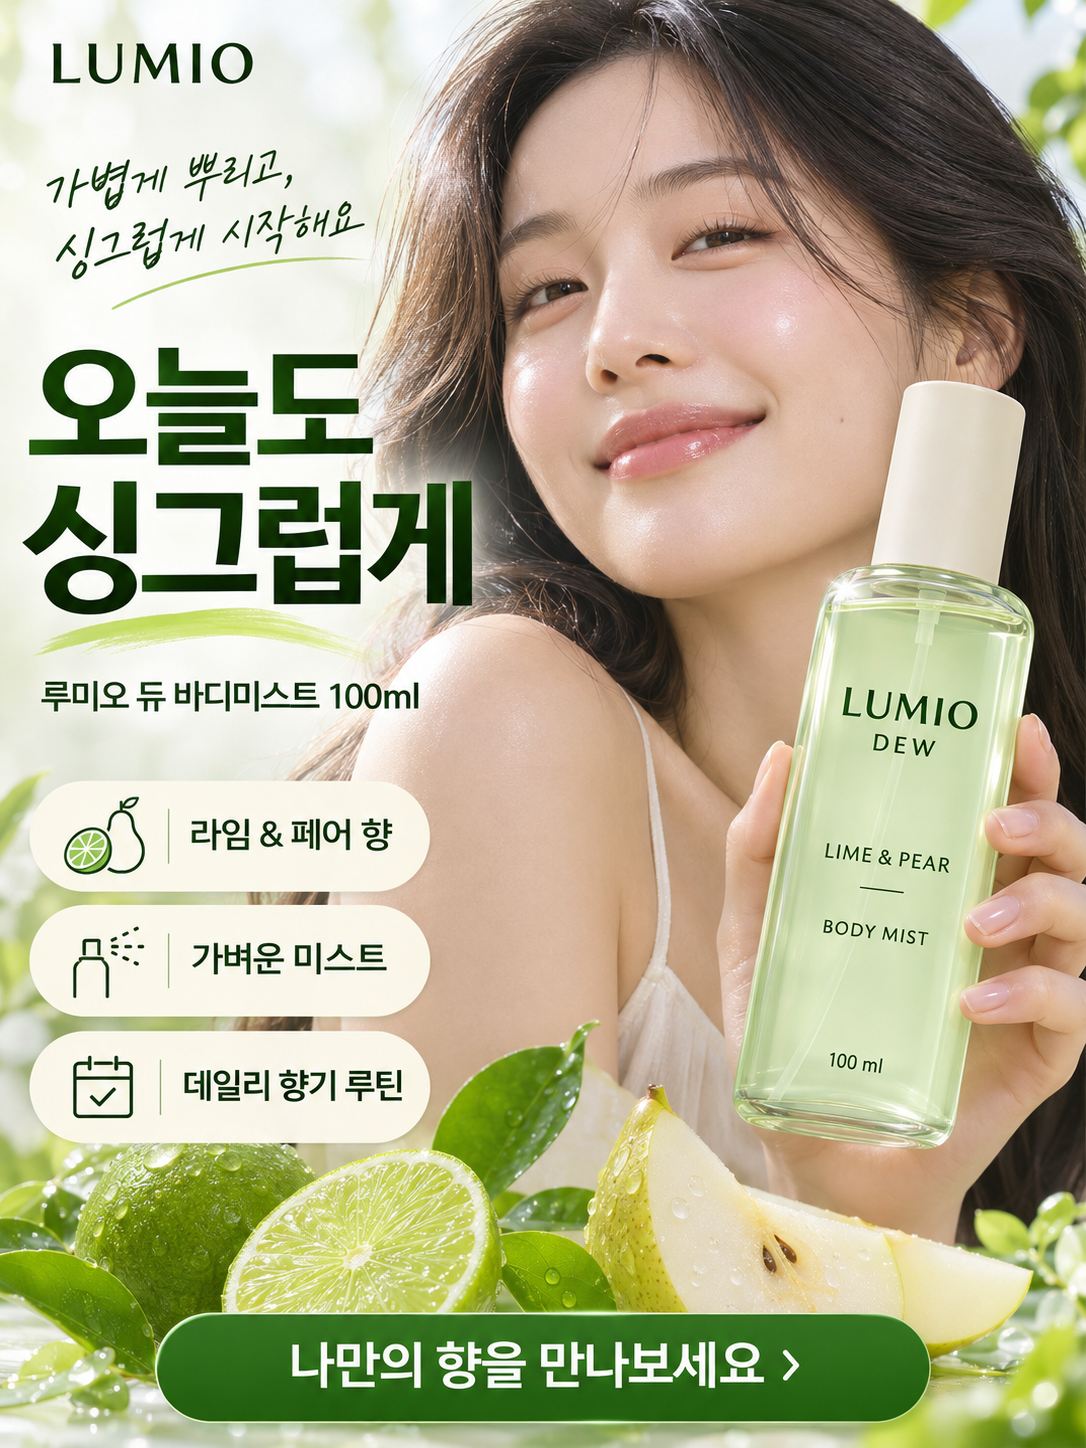 LUMIO
가볍게 뿌리고,
싱그럽게 시작해요
오늘도
싱그럽게
루미오 듀 바디미스트 100ml
라임 & 페어 향
가벼운 미스트
데일리 향기 루틴
LUMIO
DEW
LIME & PEAR
BODY MIST
100 ml
나만의 향을 만나보세요 >